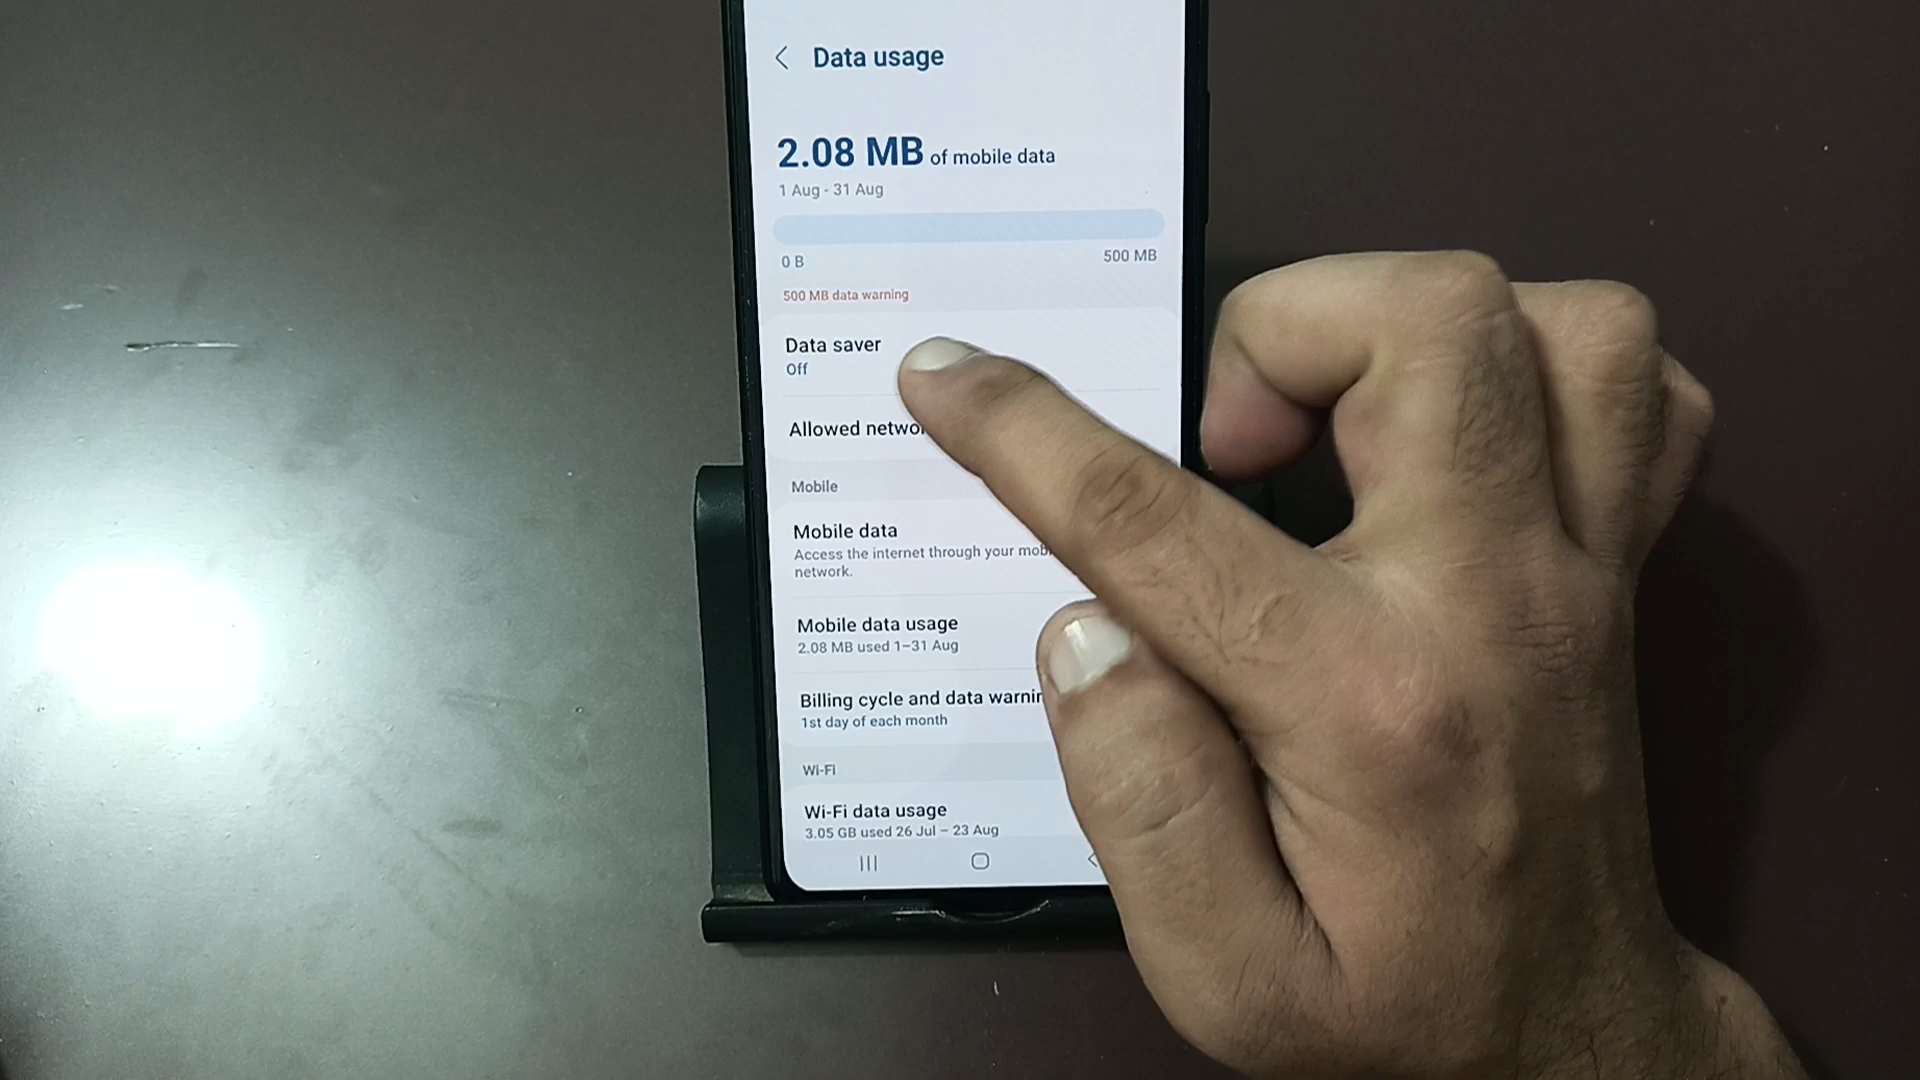 Data usage
2.08 MB of mobile data
1 Aug - 31 Aug
0 B 500 MB
500 MB data warning
Data saver
Off
Allowed
Mobile
Mobile data
Access the internet through your
network.
Mobile data usage
2.08 MB used 1–31 Aug
Billing cycle and data
1st day of each month
Wi-Fi
Wi-Fi data usage
3.05 GB used 26 Jul – 23 Aug